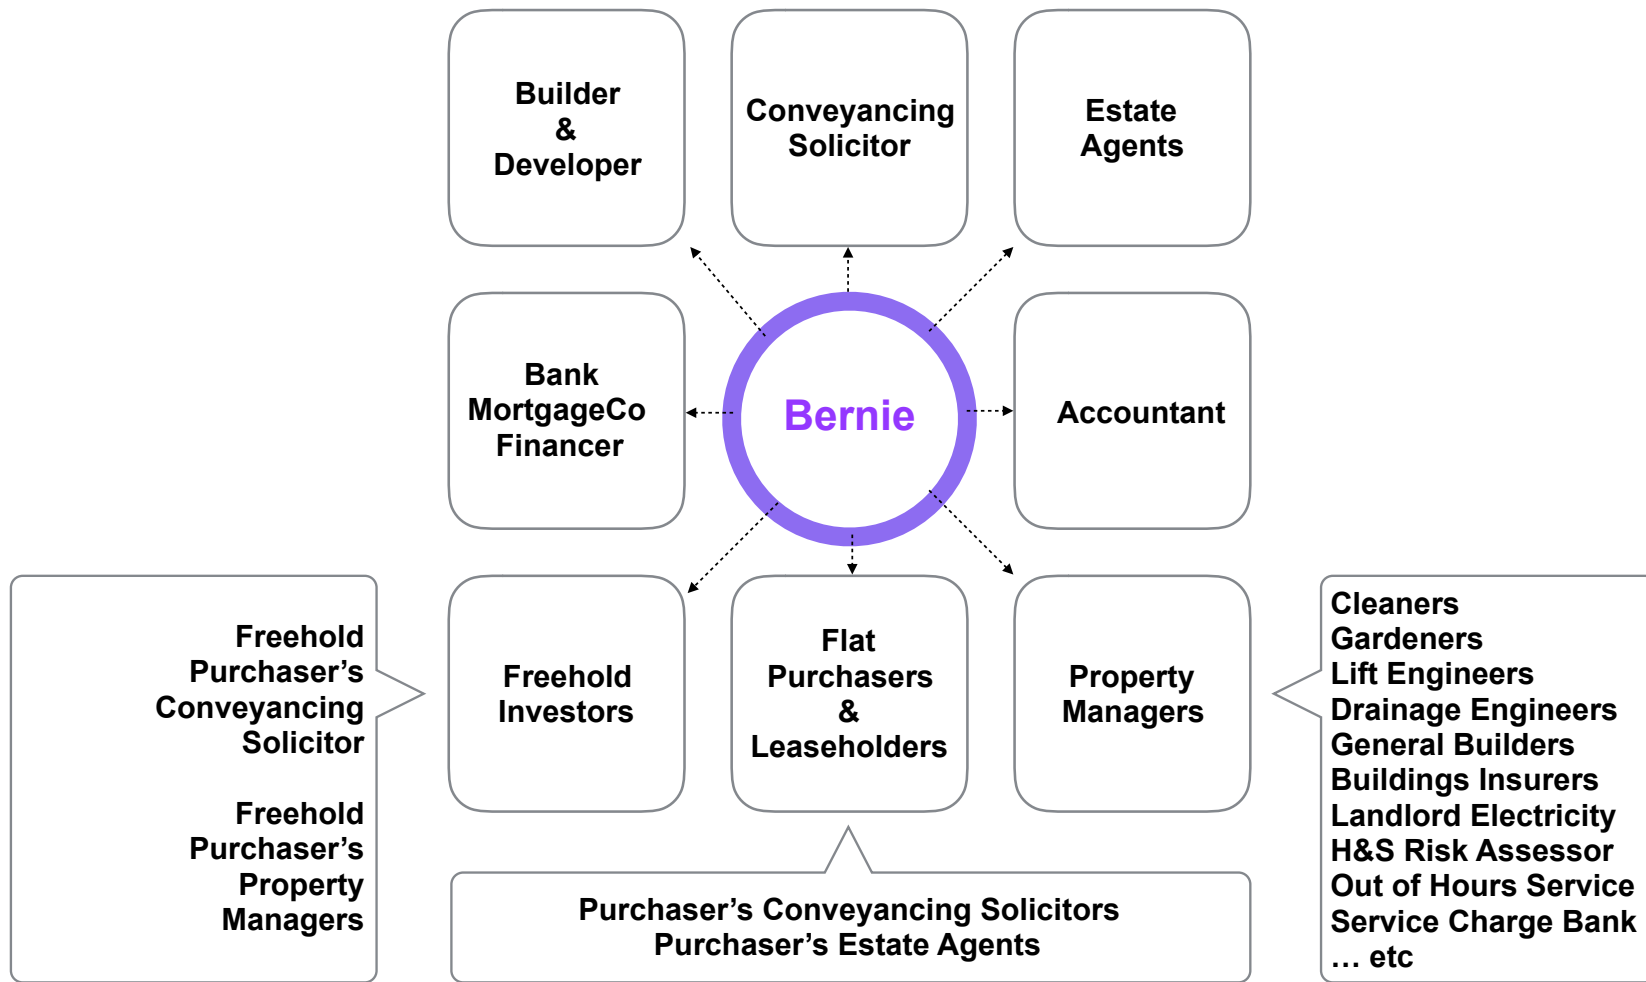 Builder
&
Developer
Conveyancing
Solicitor
Estate
Agents
Bank
MortgageCo
Financer
Bernie
Accountant
Freehold
Purchaser’s
Conveyancing
Solicitor
Freehold
Purchaser’s
Property
Managers
Freehold
Investors
Flat
Purchasers
&
Leaseholders
Property
Managers
Cleaners
Gardeners
Lift Engineers
Drainage Engineers
General Builders
Buildings Insurers
Landlord Electricity
H&S Risk Assessor
Out of Hours Service
Service Charge Bank
… etc
Purchaser’s Conveyancing Solicitors
Purchaser’s Estate Agents